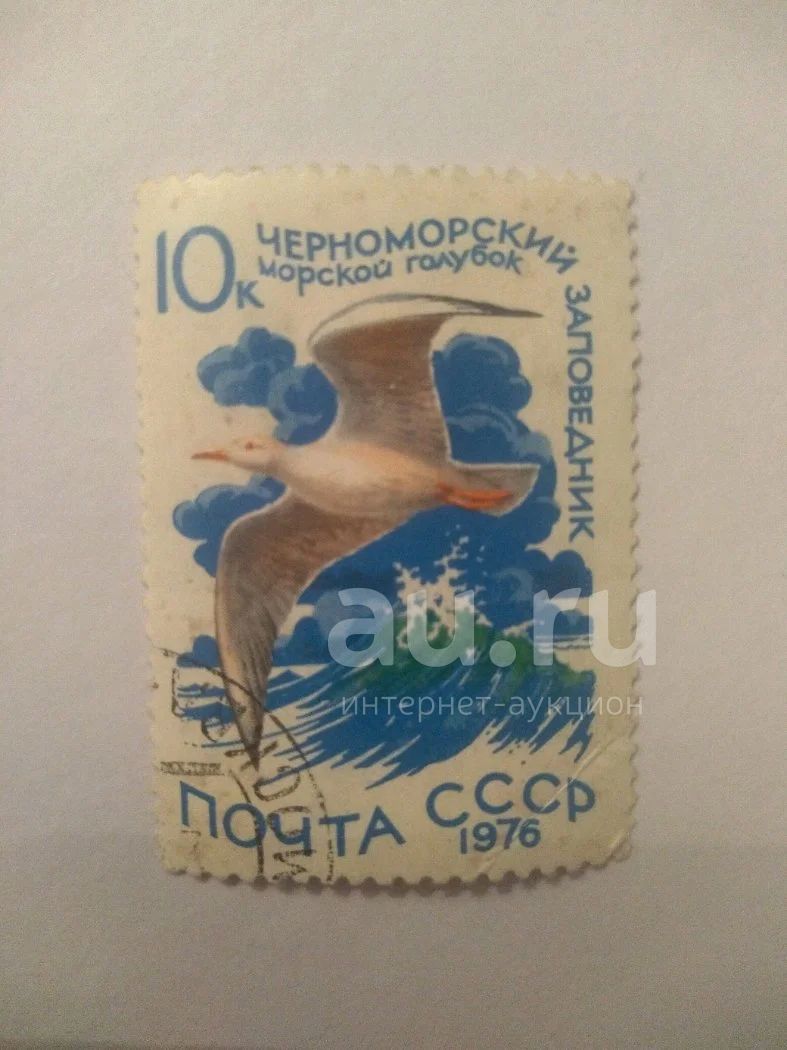 10к
ЧЕРНОМОРСКИЙ
морской голубок
ЗАПОВЕДНИК
au.ru
интернет-аукцион
ПОЧТА СССР
1976